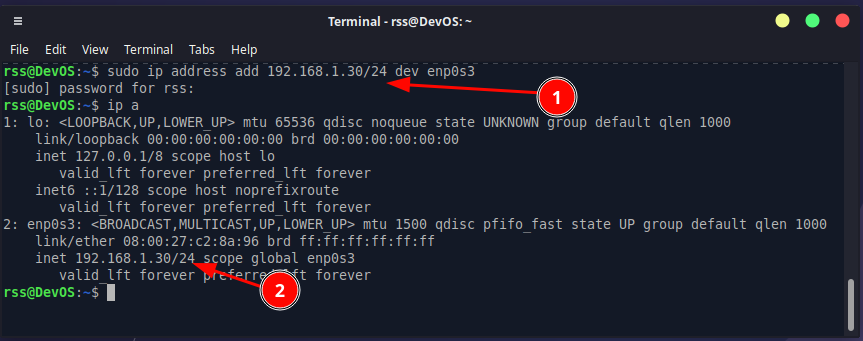 Terminal - rss@DevOS: ~
File Edit View Terminal Tabs Help
rss@DevOS:~$ sudo ip address add 192.168.1.30/24 dev enp0s3
[sudo] password for rss:
1
rss@DevOS:~$ ip a
1: lo: <LOOPBACK,UP,LOWER_UP> mtu 65536 qdisc noqueue state UNKNOWN group default qlen 1000
    link/loopback 00:00:00:00:00:00 brd 00:00:00:00:00:00
    inet 127.0.0.1/8 scope host lo
       valid_lft forever preferred_lft forever
    inet6 ::1/128 scope host noprefixroute
       valid_lft forever preferred_lft forever
2: enp0s3: <BROADCAST,MULTICAST,UP,LOWER_UP> mtu 1500 qdisc pfifo_fast state UP group default qlen 1000
    link/ether 08:00:27:c2:8a:96 brd ff:ff:ff:ff:ff:ff
    inet 192.168.1.30/24 scope global enp0s3
       valid_lft forever preferred_lft forever
2
rss@DevOS:~$